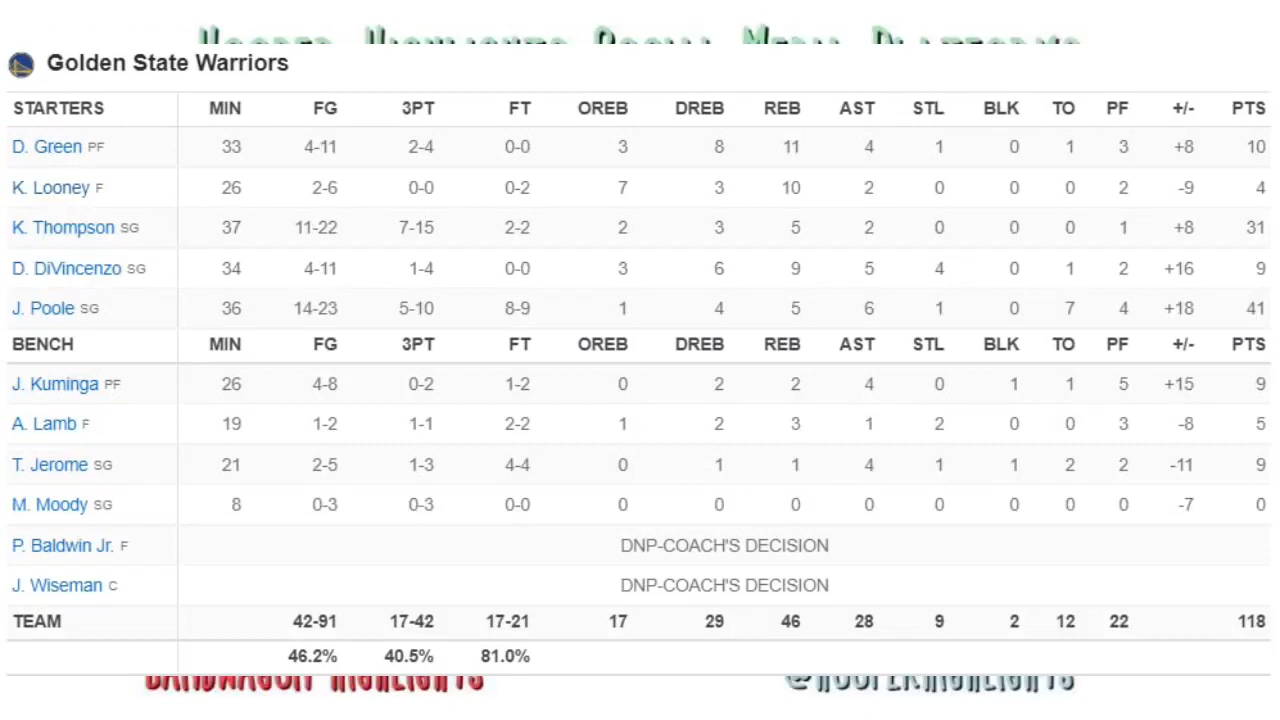 Golden State Warriors
STARTERS MIN FG 3PT FT OREB DREB REB AST STL BLK TO PF +/- PTS
D. Green PF 33 4-11 2-4 0-0 3 8 11 4 1 0 1 3 +8 10
K. Looney F 26 2-6 0-0 0-2 7 3 10 2 0 0 0 2 -9 4
K. Thompson SG 37 11-22 7-15 2-2 2 3 5 2 0 0 0 1 +8 31
D. DiVincenzo SG 34 4-11 1-4 0-0 3 6 9 5 4 0 1 2 +16 9
J. Poole SG 36 14-23 5-10 8-9 1 4 5 6 1 0 7 4 +18 41
BENCH MIN FG 3PT FT OREB DREB REB AST STL BLK TO PF +/- PTS
J. Kuminga PF 26 4-8 0-2 1-2 0 2 2 4 0 1 1 5 +15 9
A. Lamb F 19 1-2 1-1 2-2 1 2 3 1 2 0 0 3 -8 5
T. Jerome SG 21 2-5 1-3 4-4 0 1 1 4 1 1 2 2 -11 9
M. Moody SG 8 0-3 0-3 0-0 0 0 0 0 0 0 0 0 -7 0
P. Baldwin Jr. F DNP-COACH'S DECISION
J. Wiseman C DNP-COACH'S DECISION
TEAM 42-91 17-42 17-21 17 29 46 28 9 2 12 22 118
46.2% 40.5% 81.0%